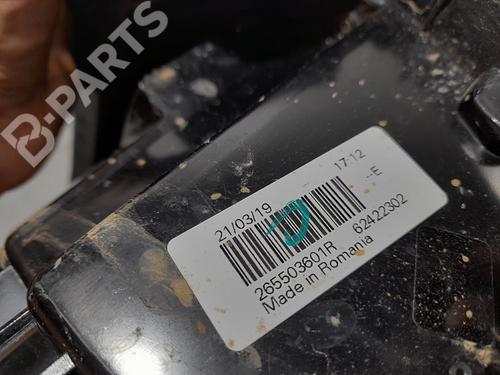 B-PARTS
21/03/19
17:12
--E
D
265503601R
62422302
Made in Romania